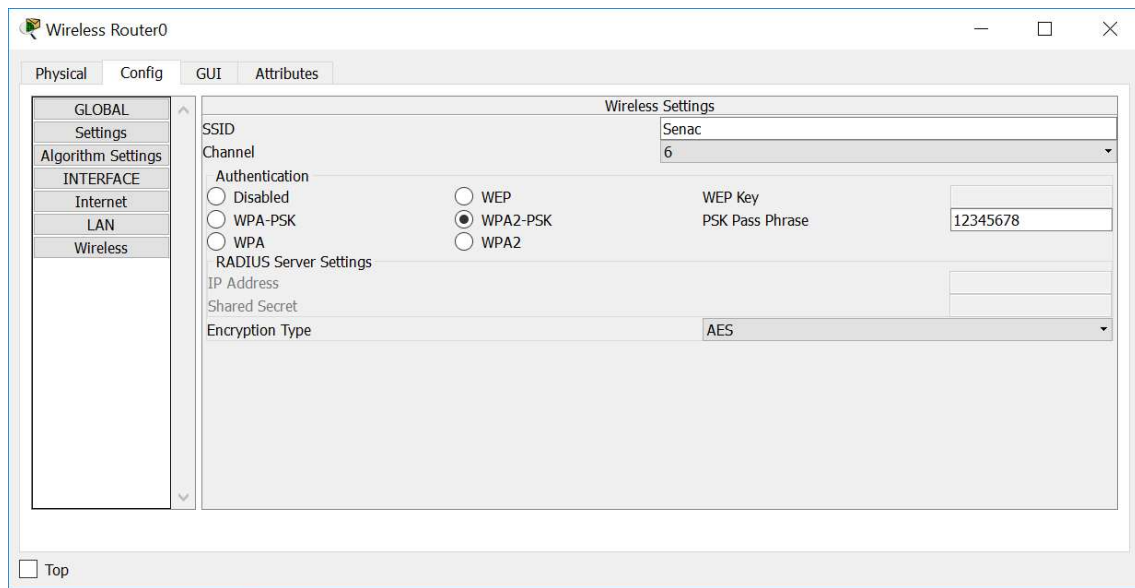 Wireless Router0
Physical Config GUI Attributes
GLOBAL
Settings
Algorithm Settings
INTERFACE
Internet
LAN
Wireless
Wireless Settings
SSID Senac
Channel 6
Authentication
Disabled WEP WEP Key
WPA-PSK WPA2-PSK PSK Pass Phrase 12345678
WPA WPA2
RADIUS Server Settings
IP Address
Shared Secret
Encryption Type AES
Top